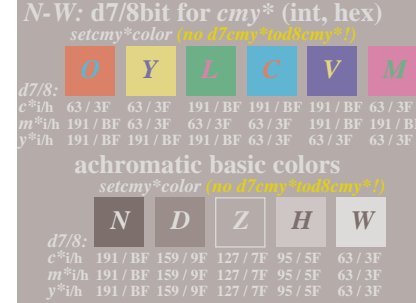 N-W: d7/8bit for cmy* (int, hex)
setcmy*color (no d7cmy*tod8cmy*!)
O Y L C V M
d7/8:
c*i/h 63 / 3F 63 / 3F 191 / BF 191 / BF 191 / BF 63 / 3F
m*i/h 191 / BF 63 / 3F 63 / 3F 63 / 3F 191 / BF 191 / BF
y*i/h 191 / BF 191 / BF 191 / BF 63 / 3F 63 / 3F 63 / 3F
achromatic basic colors
setcmy*color (no d7cmy*tod8cmy*!)
N D Z H W
d7/8:
c*i/h 191 / BF 159 / 9F 127 / 7F 95 / 5F 63 / 3F
m*i/h 191 / BF 159 / 9F 127 / 7F 95 / 5F 63 / 3F
y*i/h 191 / BF 159 / 9F 127 / 7F 95 / 5F 63 / 3F